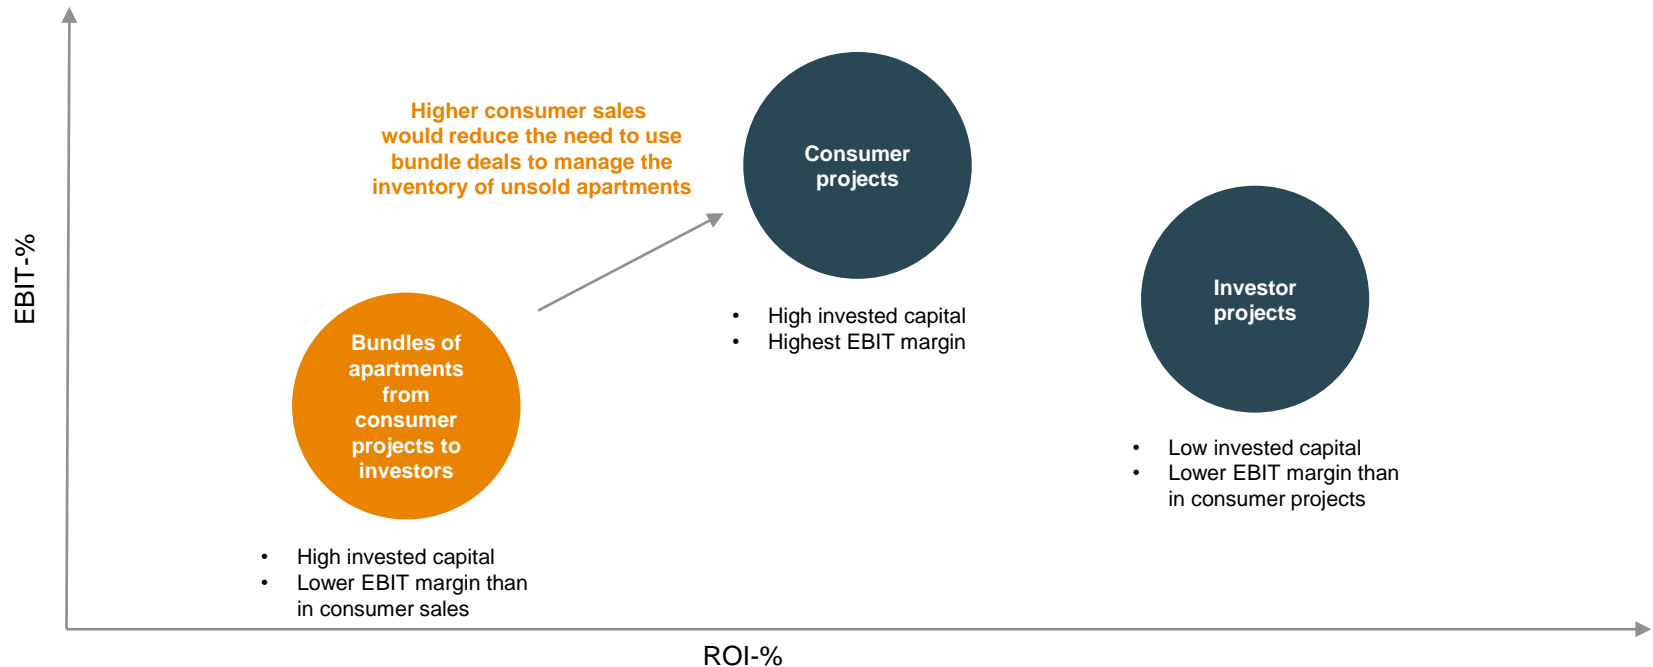 EBIT-%
Higher consumer sales
would reduce the need to use
bundle deals to manage the
inventory of unsold apartments
Consumer
projects
• High invested capital
• Highest EBIT margin
Investor
projects
• Low invested capital
• Lower EBIT margin than
in consumer projects
Bundles of
apartments
from
consumer
projects to
investors
• High invested capital
• Lower EBIT margin than
in consumer sales
ROI-%